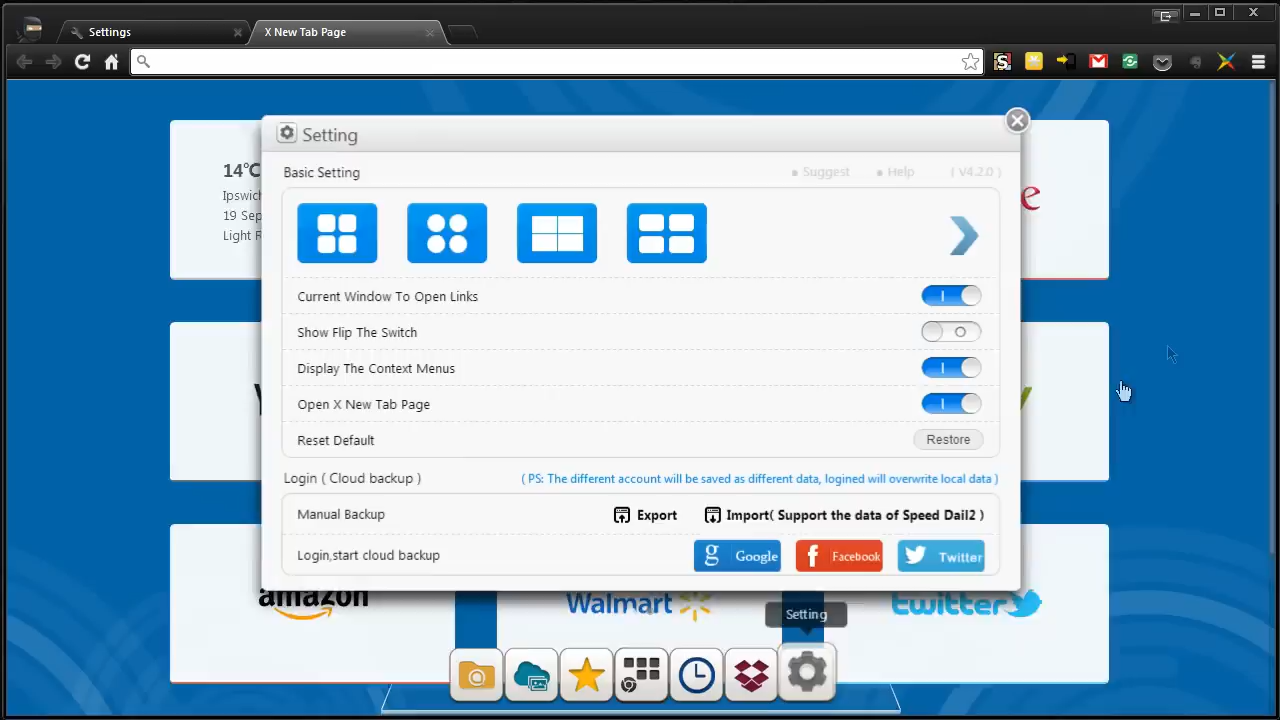 Settings
X New Tab Page
14°C
Ipswich
19 Sep
Light R
e
Setting
Basic Setting
Suggest
Help
( V4.2.0 )
Current Window To Open Links
Show Flip The Switch
Display The Context Menus
Open X New Tab Page
Reset Default
Restore
Login ( Cloud backup )
( PS: The different account will be saved as different data, logined will overwrite local data )
Manual Backup
Export
Import( Support the data of Speed Dail2 )
Login,start cloud backup
g Google
f Facebook
Twitter
amazon
Walmart
twitter
Setting